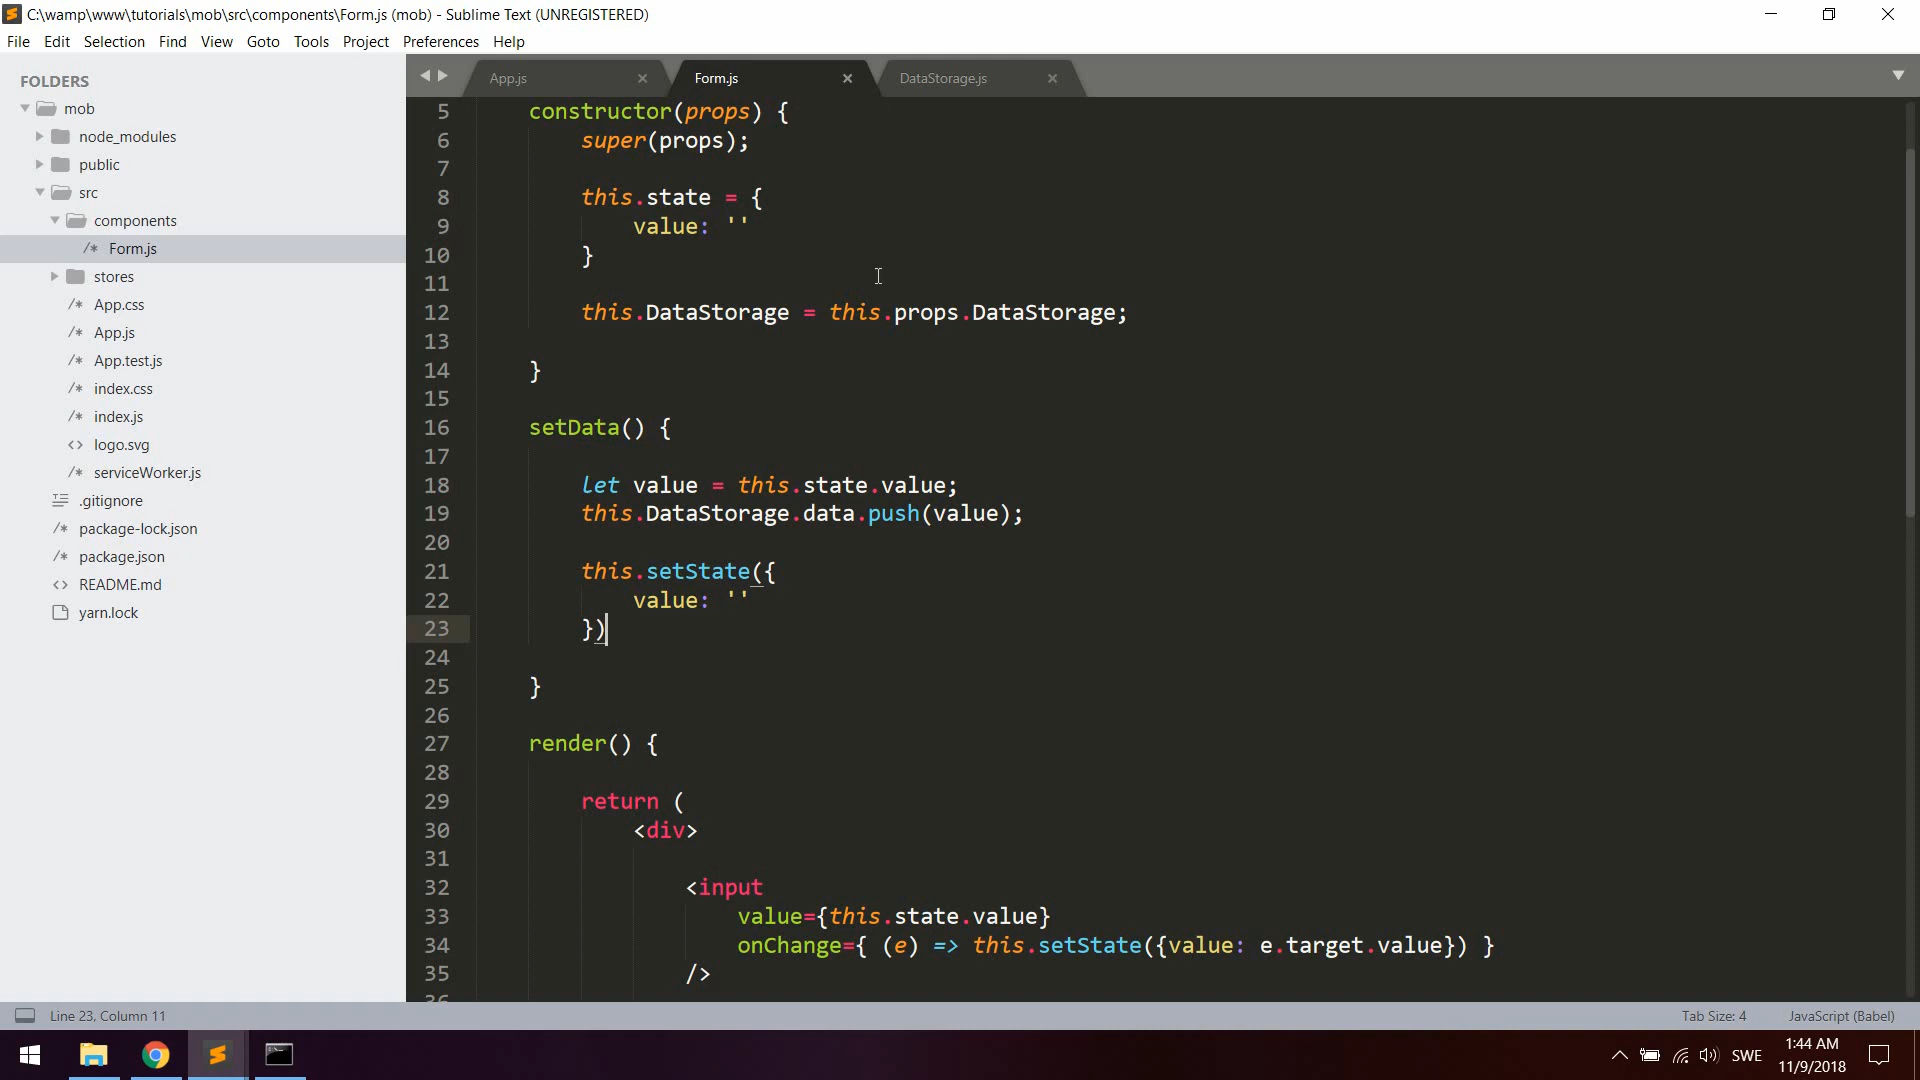 C:\wamp\www\tutorials\mob\src\components\Form.js (mob) - Sublime Text (UNREGISTERED)
File Edit Selection Find View Goto Tools Project Preferences Help
FOLDERS
mob
node_modules
public
src
components
/* Form.js
stores
/* App.css
/* App.js
/* App.test.js
/* index.css
/* index.js
<> logo.svg
/* serviceWorker.js
.gitignore
/* package-lock.json
/* package.json
<> README.md
yarn.lock
App.js × Form.js × DataStorage.js ×
5 constructor(props) {
6 super(props);
7
8 this.state = {
9 value: ''
10 }
11
12 this.DataStorage = this.props.DataStorage;
13
14 }
15
16 setData() {
17
18 let value = this.state.value;
19 this.DataStorage.data.push(value);
20
21 this.setState({
22 value: ''
23 })
24
25 }
26
27 render() {
28
29 return (
30 <div>
31
32 <input
33 value={this.state.value}
34 onChange={ (e) => this.setState({value: e.target.value}) }
35 />
36
Line 23, Column 11
Tab Size: 4
JavaScript (Babel)
SWE
1:44 AM
11/9/2018